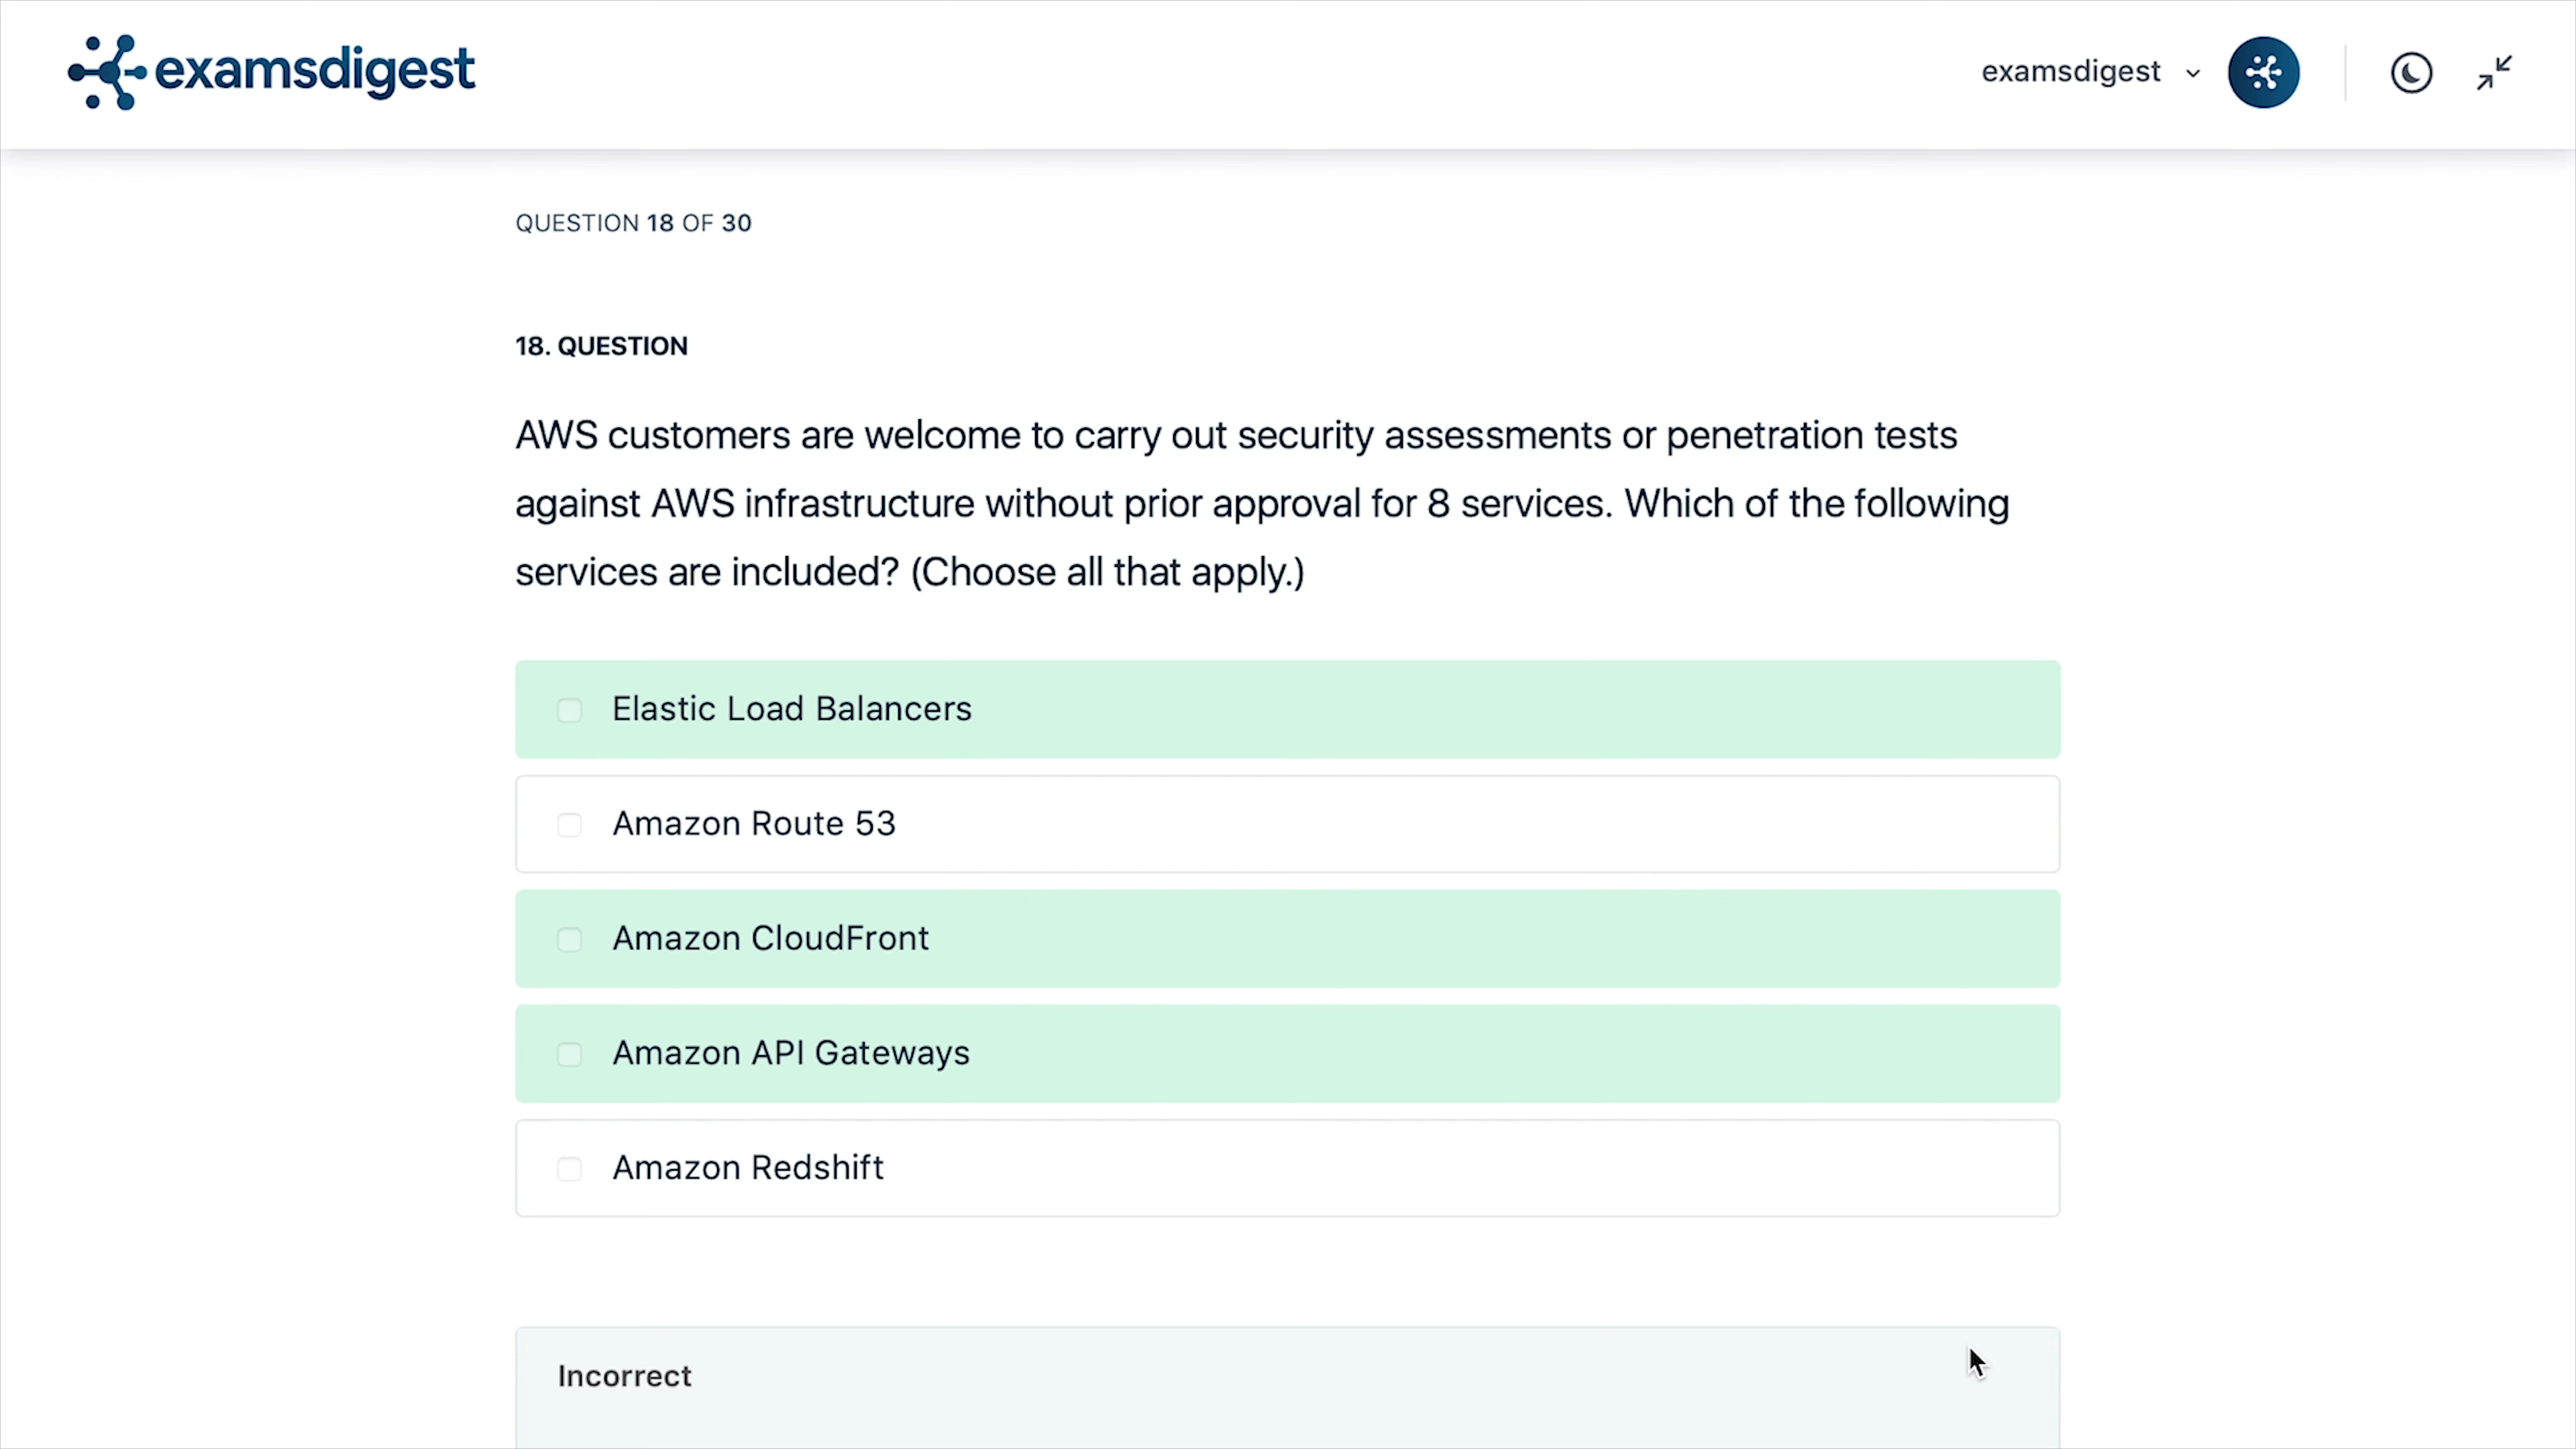 examsdigest
examsdigest
QUESTION 18 OF 30
18. QUESTION
AWS customers are welcome to carry out security assessments or penetration tests
against AWS infrastructure without prior approval for 8 services. Which of the following
services are included? (Choose all that apply.)
Elastic Load Balancers
Amazon Route 53
Amazon CloudFront
Amazon API Gateways
Amazon Redshift
Incorrect